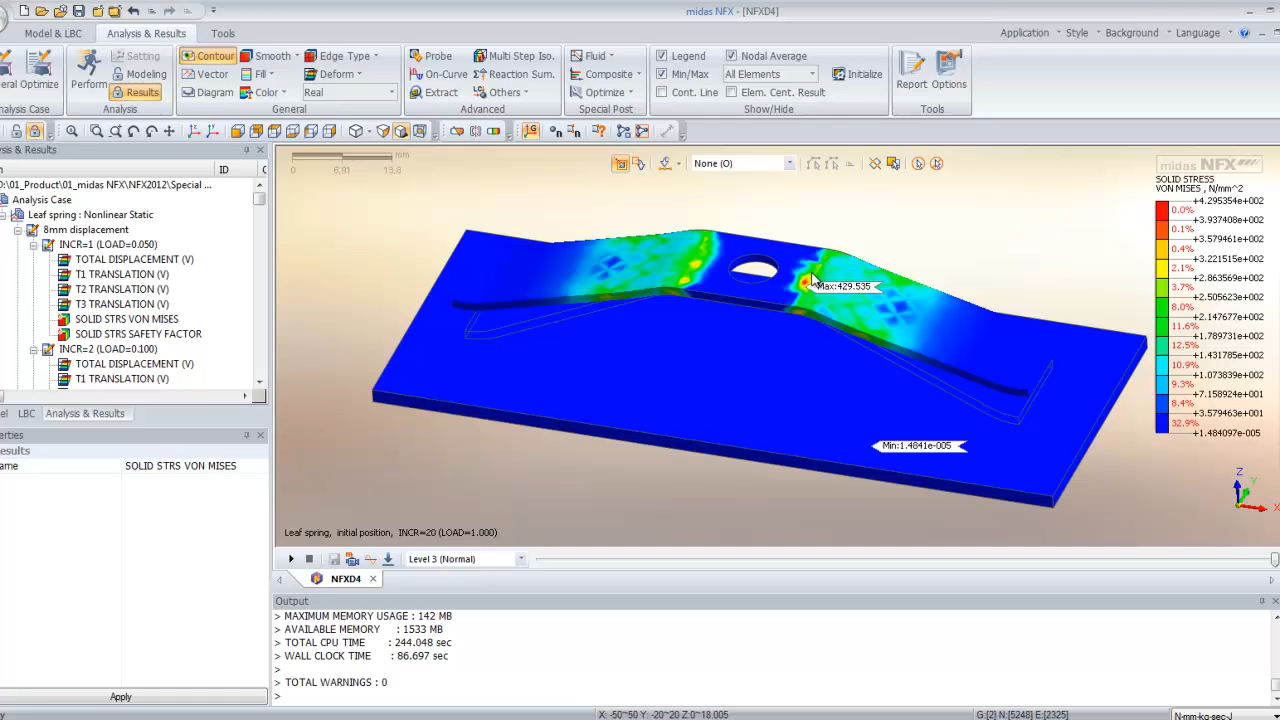 midas NFX - [NFXD4]
Model & LBC
Analysis & Results
Tools
Application
Style
Background
Language
Optimize
Perform
Setting
Modeling
Results
Contour
Smooth
Edge Type
Vector
Fill
Deform
Diagram
Color
Real
Probe
Multi Step Iso.
On-Curve
Reaction Sum.
Extract
Others
Fluid
Composite
Optimize
Legend
Nodal Average
Min/Max
All Elements
Initialize
Cont. Line
Elem. Cent. Result
Report
Options
nalysis Case
Analysis
General
Advanced
Special Post
Show/Hide
Tools
sis & Results
ID
D:\01_Product\01_midas NFX\NFX2012\Special ...
Analysis Case
Leaf spring : Nonlinear Static
8mm displacement
INCR=1 (LOAD=0.050)
TOTAL DISPLACEMENT (V)
T1 TRANSLATION (V)
T2 TRANSLATION (V)
T3 TRANSLATION (V)
SOLID STRS VON MISES
SOLID STRS SAFETY FACTOR
INCR=2 (LOAD=0.100)
TOTAL DISPLACEMENT (V)
T1 TRANSLATION (V)
LBC
Analysis & Results
erties
esults
ame
SOLID STRS VON MISES
Apply
mm
0
6,91
13,8
None (O)
midas NFX
SOLID STRESS
VON MISES , N/mm^2
+4.295354e+002
0.0%
+3.937408e+002
0.1%
+3.579461e+002
0.4%
+3.221515e+002
2.1%
+2.863569e+002
3.7%
+2.505623e+002
8.0%
+2.147677e+002
11.6%
+1.789731e+002
12.5%
+1.431785e+002
10.9%
+1.073839e+002
9.3%
+7.158924e+001
8.4%
+3.579463e+001
32.9%
+1.484097e-005
Max:429.535
Min:1.4841e-005
Z
Y
X
Leaf spring, initial position, INCR=20 (LOAD=1.000)
Level 3 (Normal)
NFXD4
Output
> MAXIMUM MEMORY USAGE : 142 MB
> AVAILABLE MEMORY : 1533 MB
> TOTAL CPU TIME : 244.048 sec
> WALL CLOCK TIME : 86.697 sec
>
> TOTAL WARNINGS : 0
>
X: -50~50 Y: -20~20 Z:0~18.005
G:[2] N:[5248] E:[2325]
N-mm-kg-sec-J